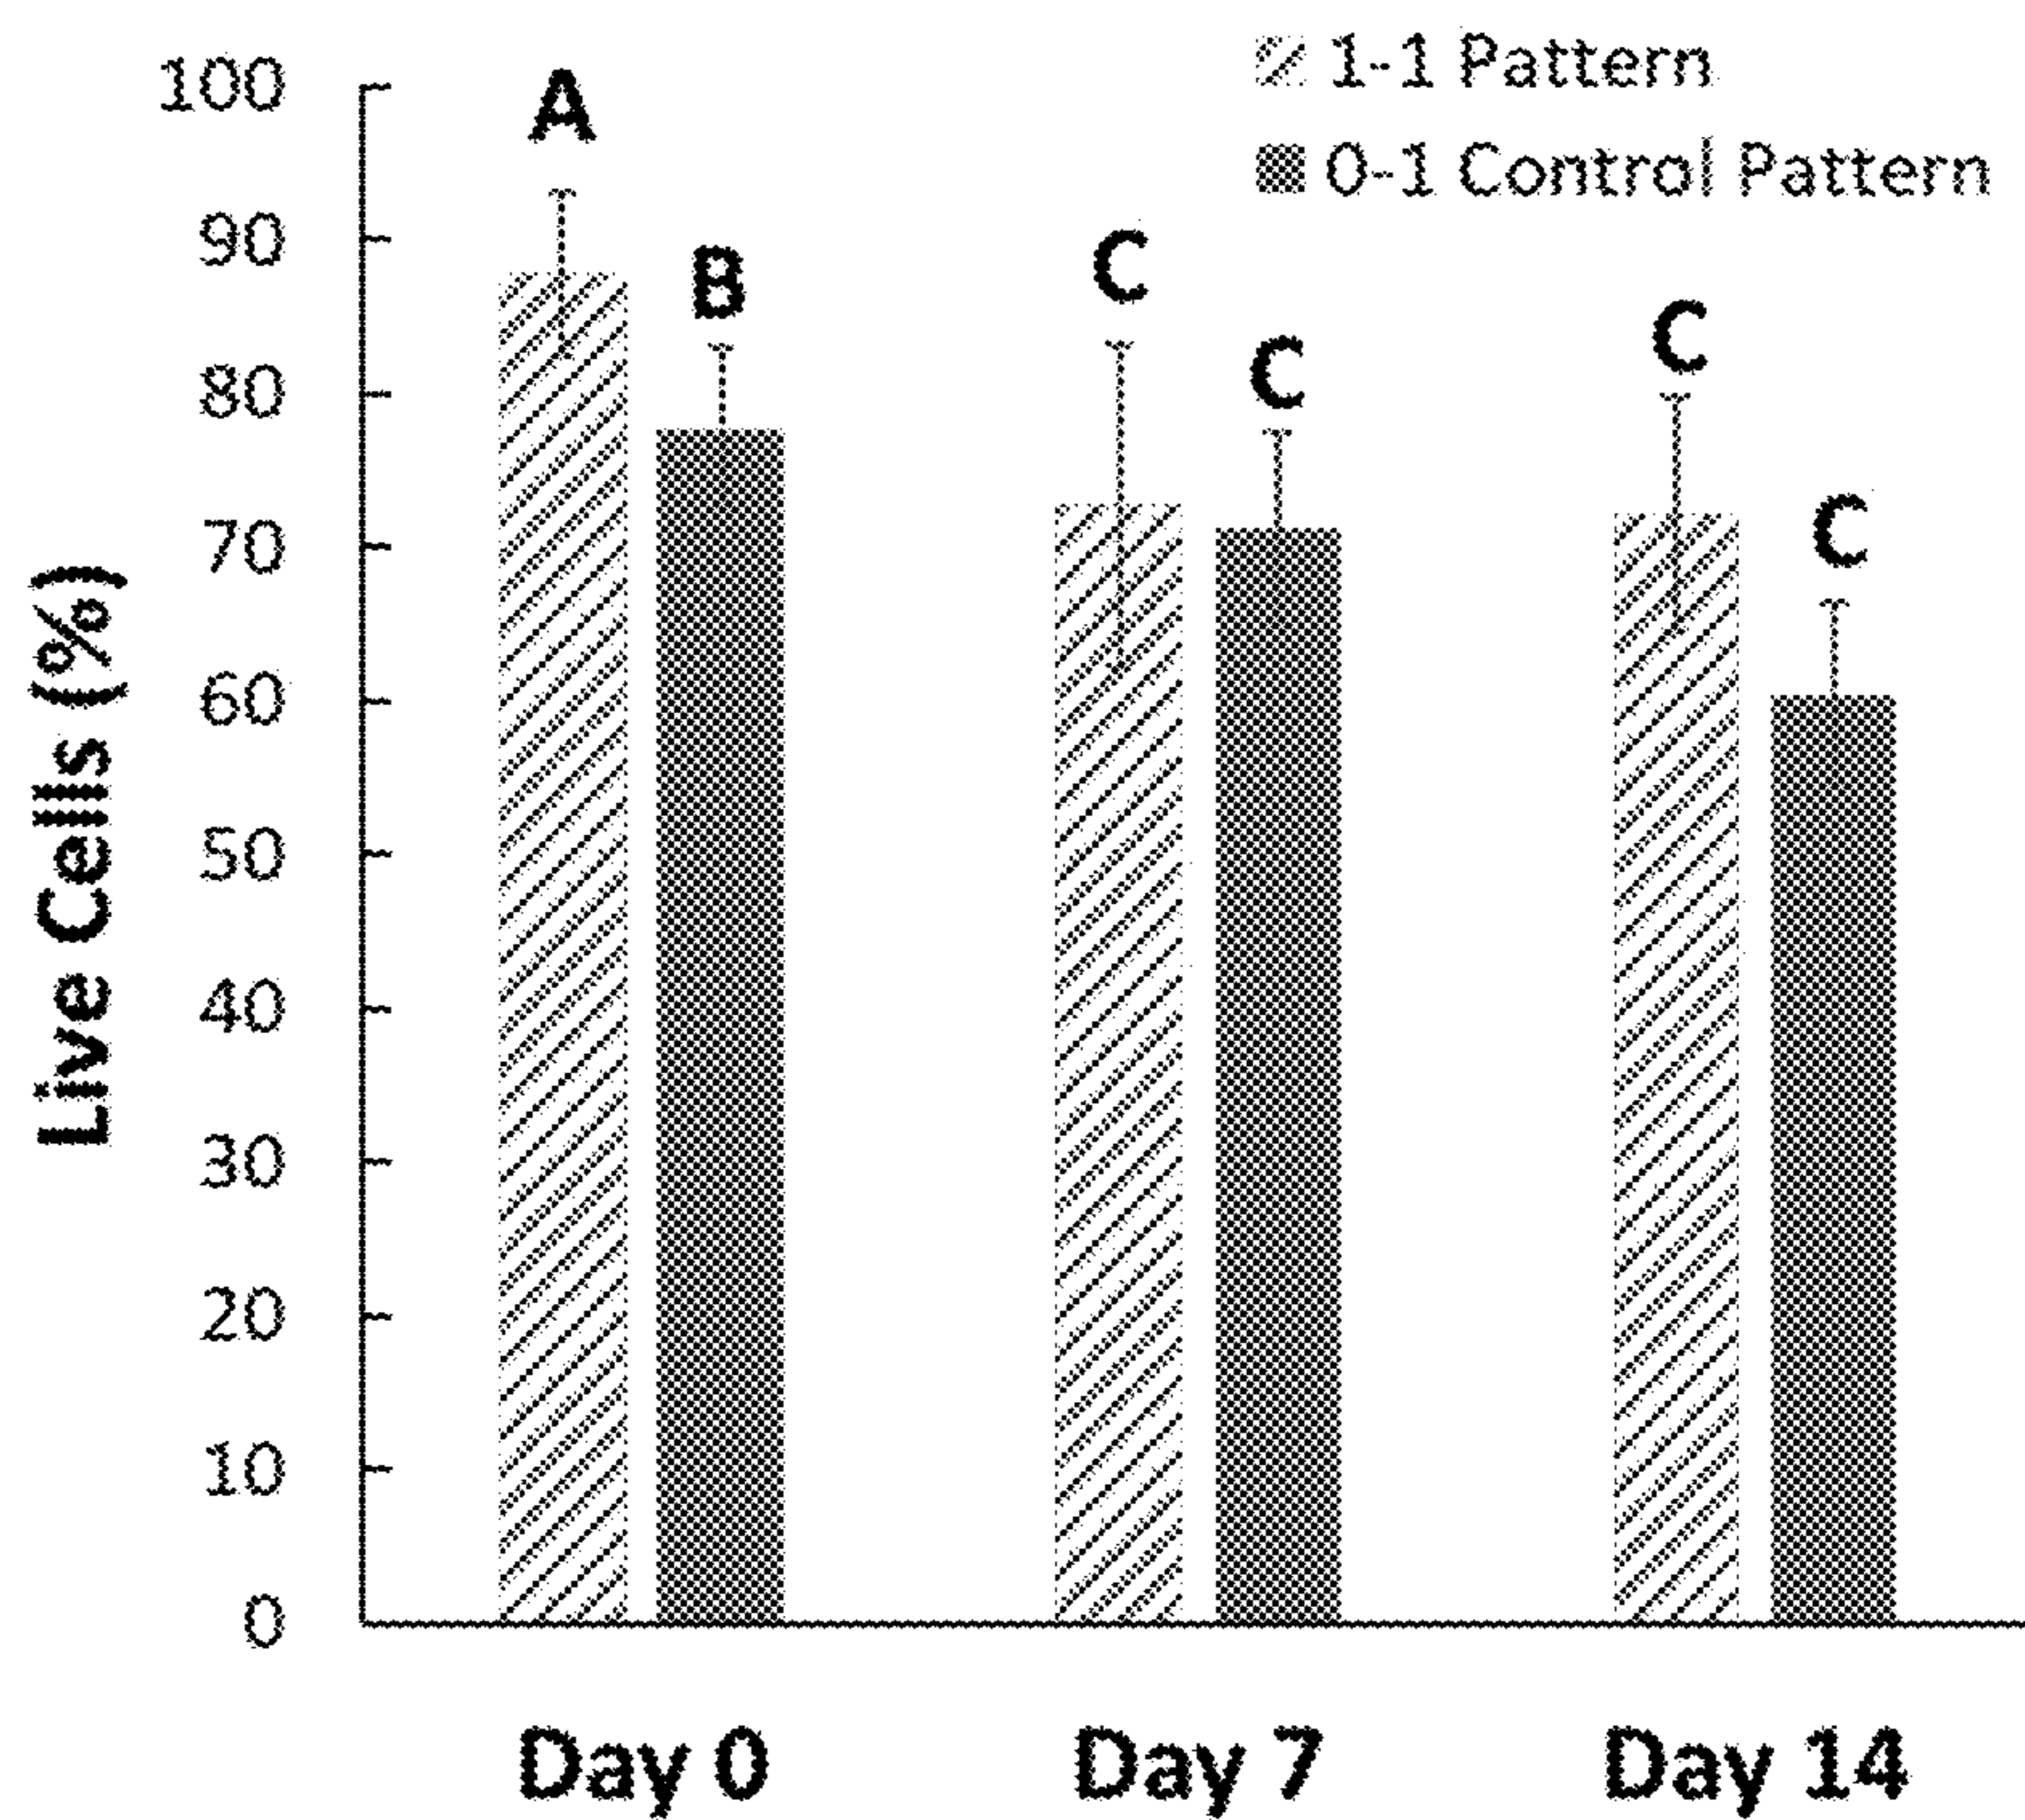 1-1 Pattern
0-1 Control Pattern
Live Cells (%)
100
90
80
70
60
50
40
30
20
10
0
A
B
C
C
C
C
Day 0
Day 7
Day 14